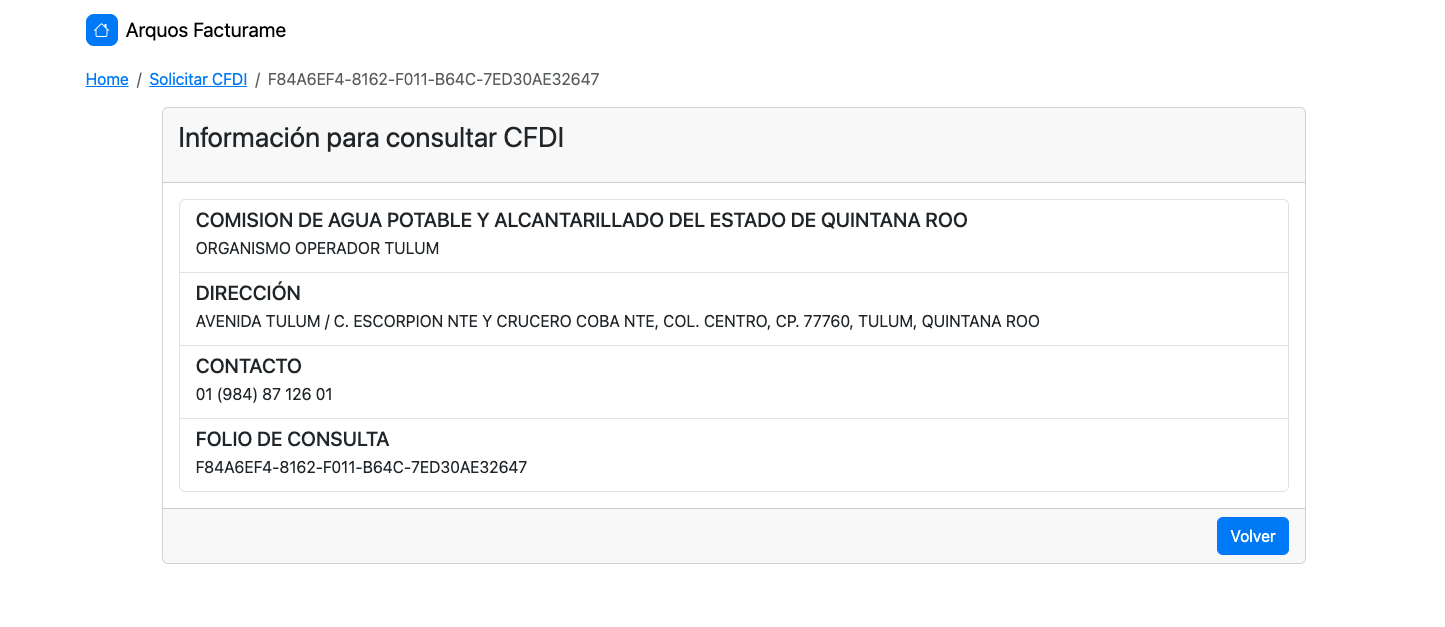 Arquos Facturame
Home / Solicitar CFDI / F84A6EF4-8162-F011-B64C-7ED30AE32647
Información para consultar CFDI
COMISION DE AGUA POTABLE Y ALCANTARILLADO DEL ESTADO DE QUINTANA ROO
ORGANISMO OPERADOR TULUM
DIRECCIÓN
AVENIDA TULUM / C. ESCORPION NTE Y CRUCERO COBA NTE, COL. CENTRO, CP. 77760, TULUM, QUINTANA ROO
CONTACTO
01 (984) 87 126 01
FOLIO DE CONSULTA
F84A6EF4-8162-F011-B64C-7ED30AE32647
Volver